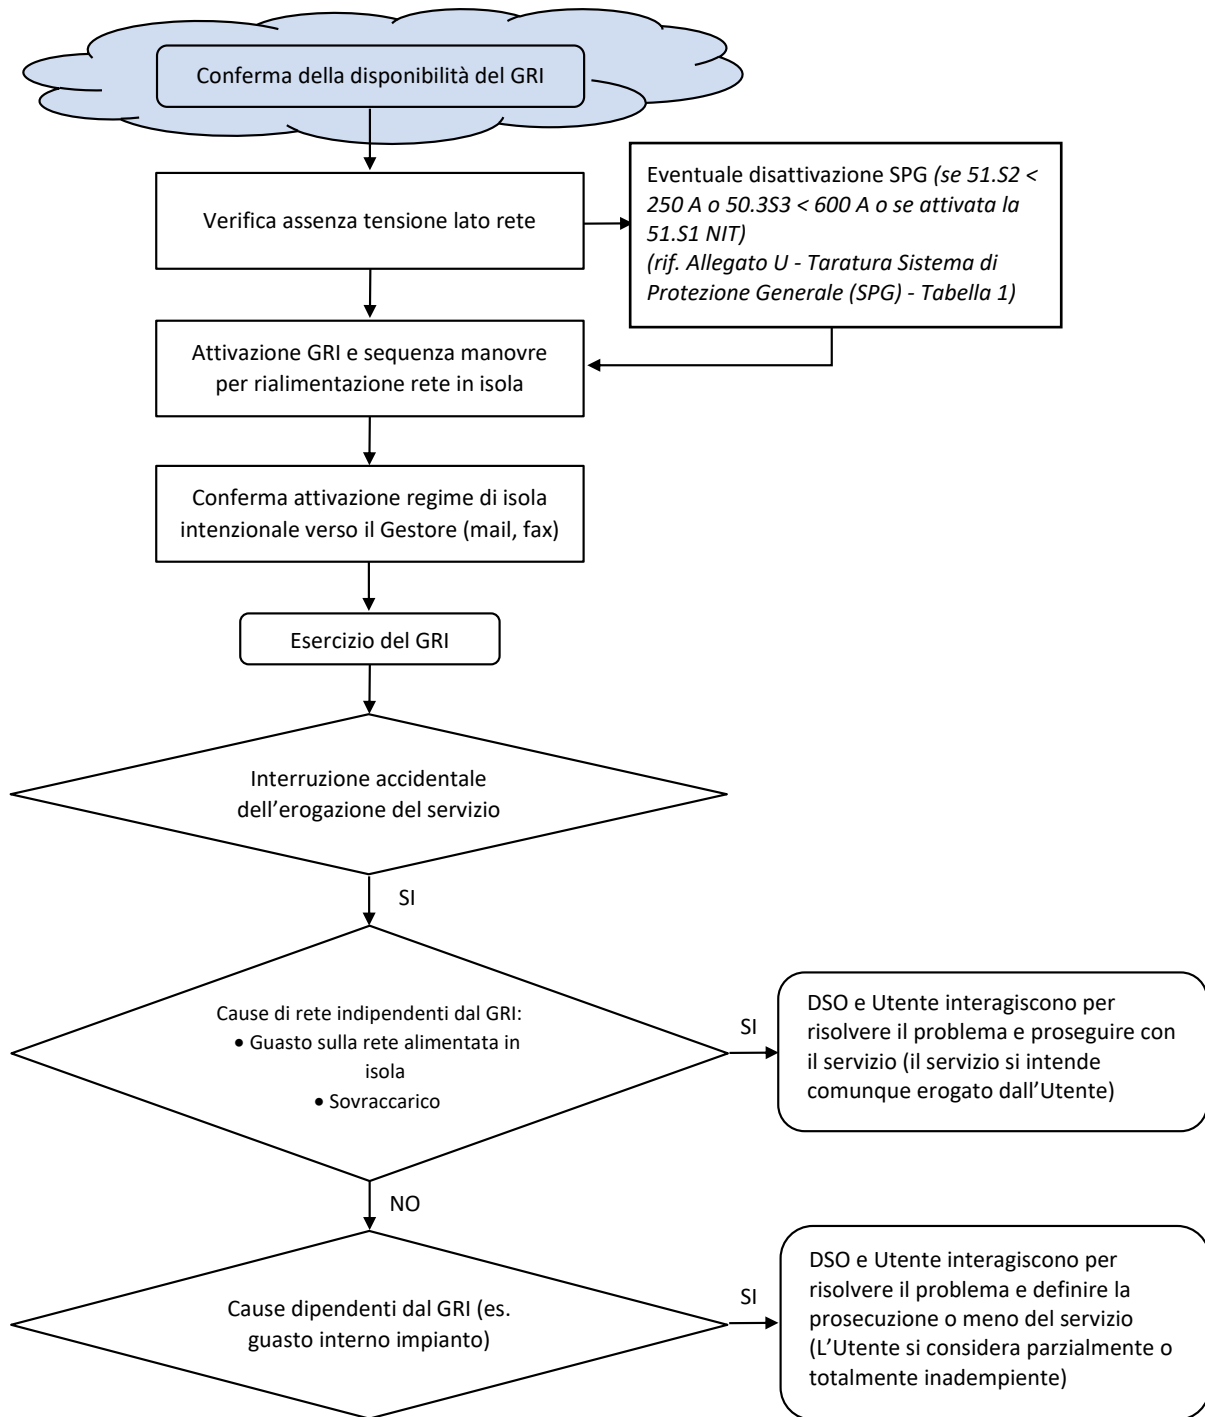 Conferma della disponibilità del GRI
Verifica assenza tensione lato rete
Eventuale disattivazione SPG (se 51.S2 <
250 A o 50.3S3 < 600 A o se attivata la
51.S1 NIT)
(rif. Allegato U - Taratura Sistema di
Protezione Generale (SPG) - Tabella 1)
Attivazione GRI e sequenza manovre
per rialimentazione rete in isola
Conferma attivazione regime di isola
intenzionale verso il Gestore (mail, fax)
Esercizio del GRI
Interruzione accidentale
dell’erogazione del servizio
SI
Cause di rete indipendenti dal GRI:
• Guasto sulla rete alimentata in
isola
• Sovraccarico
SI
DSO e Utente interagiscono per
risolvere il problema e proseguire con
il servizio (il servizio si intende
comunque erogato dall’Utente)
NO
Cause dipendenti dal GRI (es.
guasto interno impianto)
SI
DSO e Utente interagiscono per
risolvere il problema e definire la
prosecuzione o meno del servizio
(L’Utente si considera parzialmente o
totalmente inadempiente)